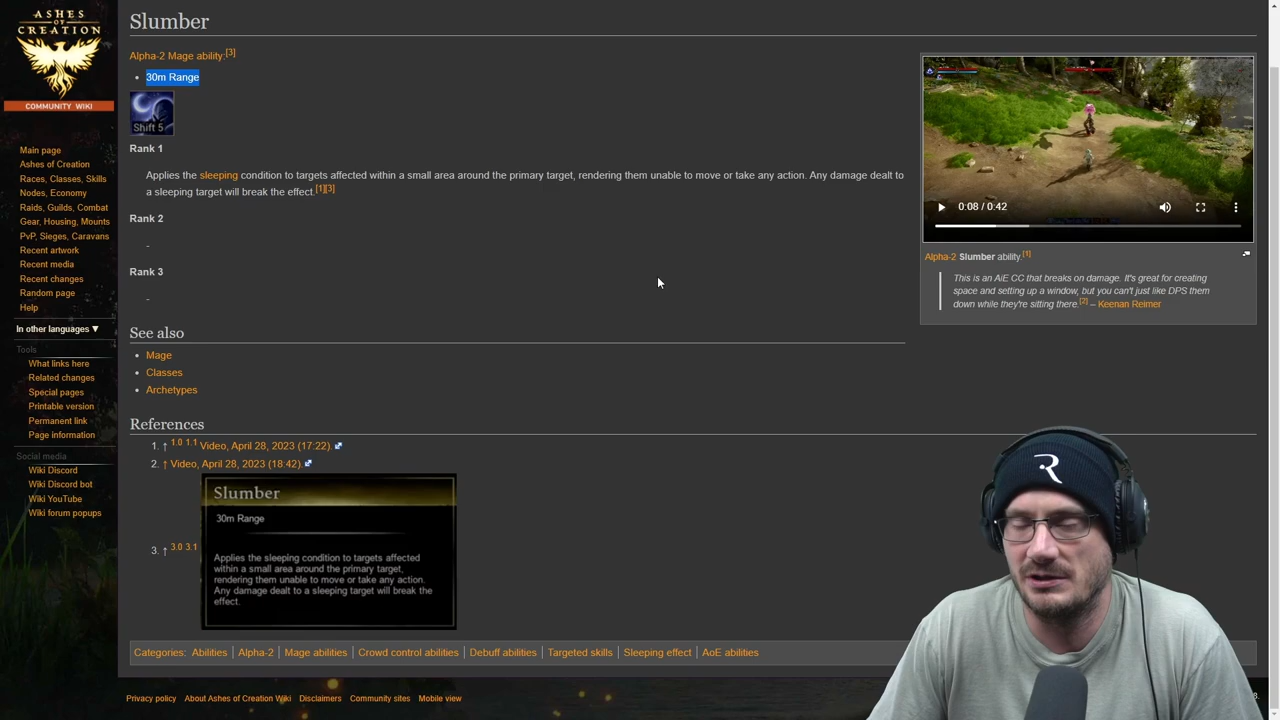 ASHES
OF
CREATION
COMMUNITY WIKI
Main page
Ashes of Creation
Races, Classes, Skills
Nodes, Economy
Raids, Guilds, Combat
Gear, Housing, Mounts
PvP, Sieges, Caravans
Recent artwork
Recent media
Recent changes
Random page
Help
In other languages ▼
Tools
What links here
Related changes
Special pages
Printable version
Permanent link
Page information
Social media
Wiki Discord
Wiki Discord bot
Wiki YouTube
Wiki forum popups
Slumber
Alpha-2 Mage ability:[3]
• 30m Range
Shift 5
Rank 1
Applies the sleeping condition to targets affected within a small area around the primary target, rendering them unable to move or take any action. Any damage dealt to
a sleeping target will break the effect.[1][3]
Rank 2
-
Rank 3
-
See also
• Mage
• Classes
• Archetypes
References
1. ↑ 1.0 1.1 Video, April 28, 2023 (17:22).
2. ↑ Video, April 28, 2023 (18:42).
3. ↑ 3.0 3.1
Slumber
30m Range
Applies the sleeping condition to targets affected
within a small area around the primary target,
rendering them unable to move or take any action.
Any damage dealt to a sleeping target will break the
effect.
0:08 / 0:42
Alpha-2 Slumber ability.[1]
This is an AiE CC that breaks on damage. It's great for creating
space and setting up a window, but you can't just like DPS them
down while they're sitting there.[2] – Keenan Reimer
Categories: Abilities | Alpha-2 | Mage abilities | Crowd control abilities | Debuff abilities | Targeted skills | Sleeping effect | AoE abilities
Privacy policy About Ashes of Creation Wiki Disclaimers Community sites Mobile view